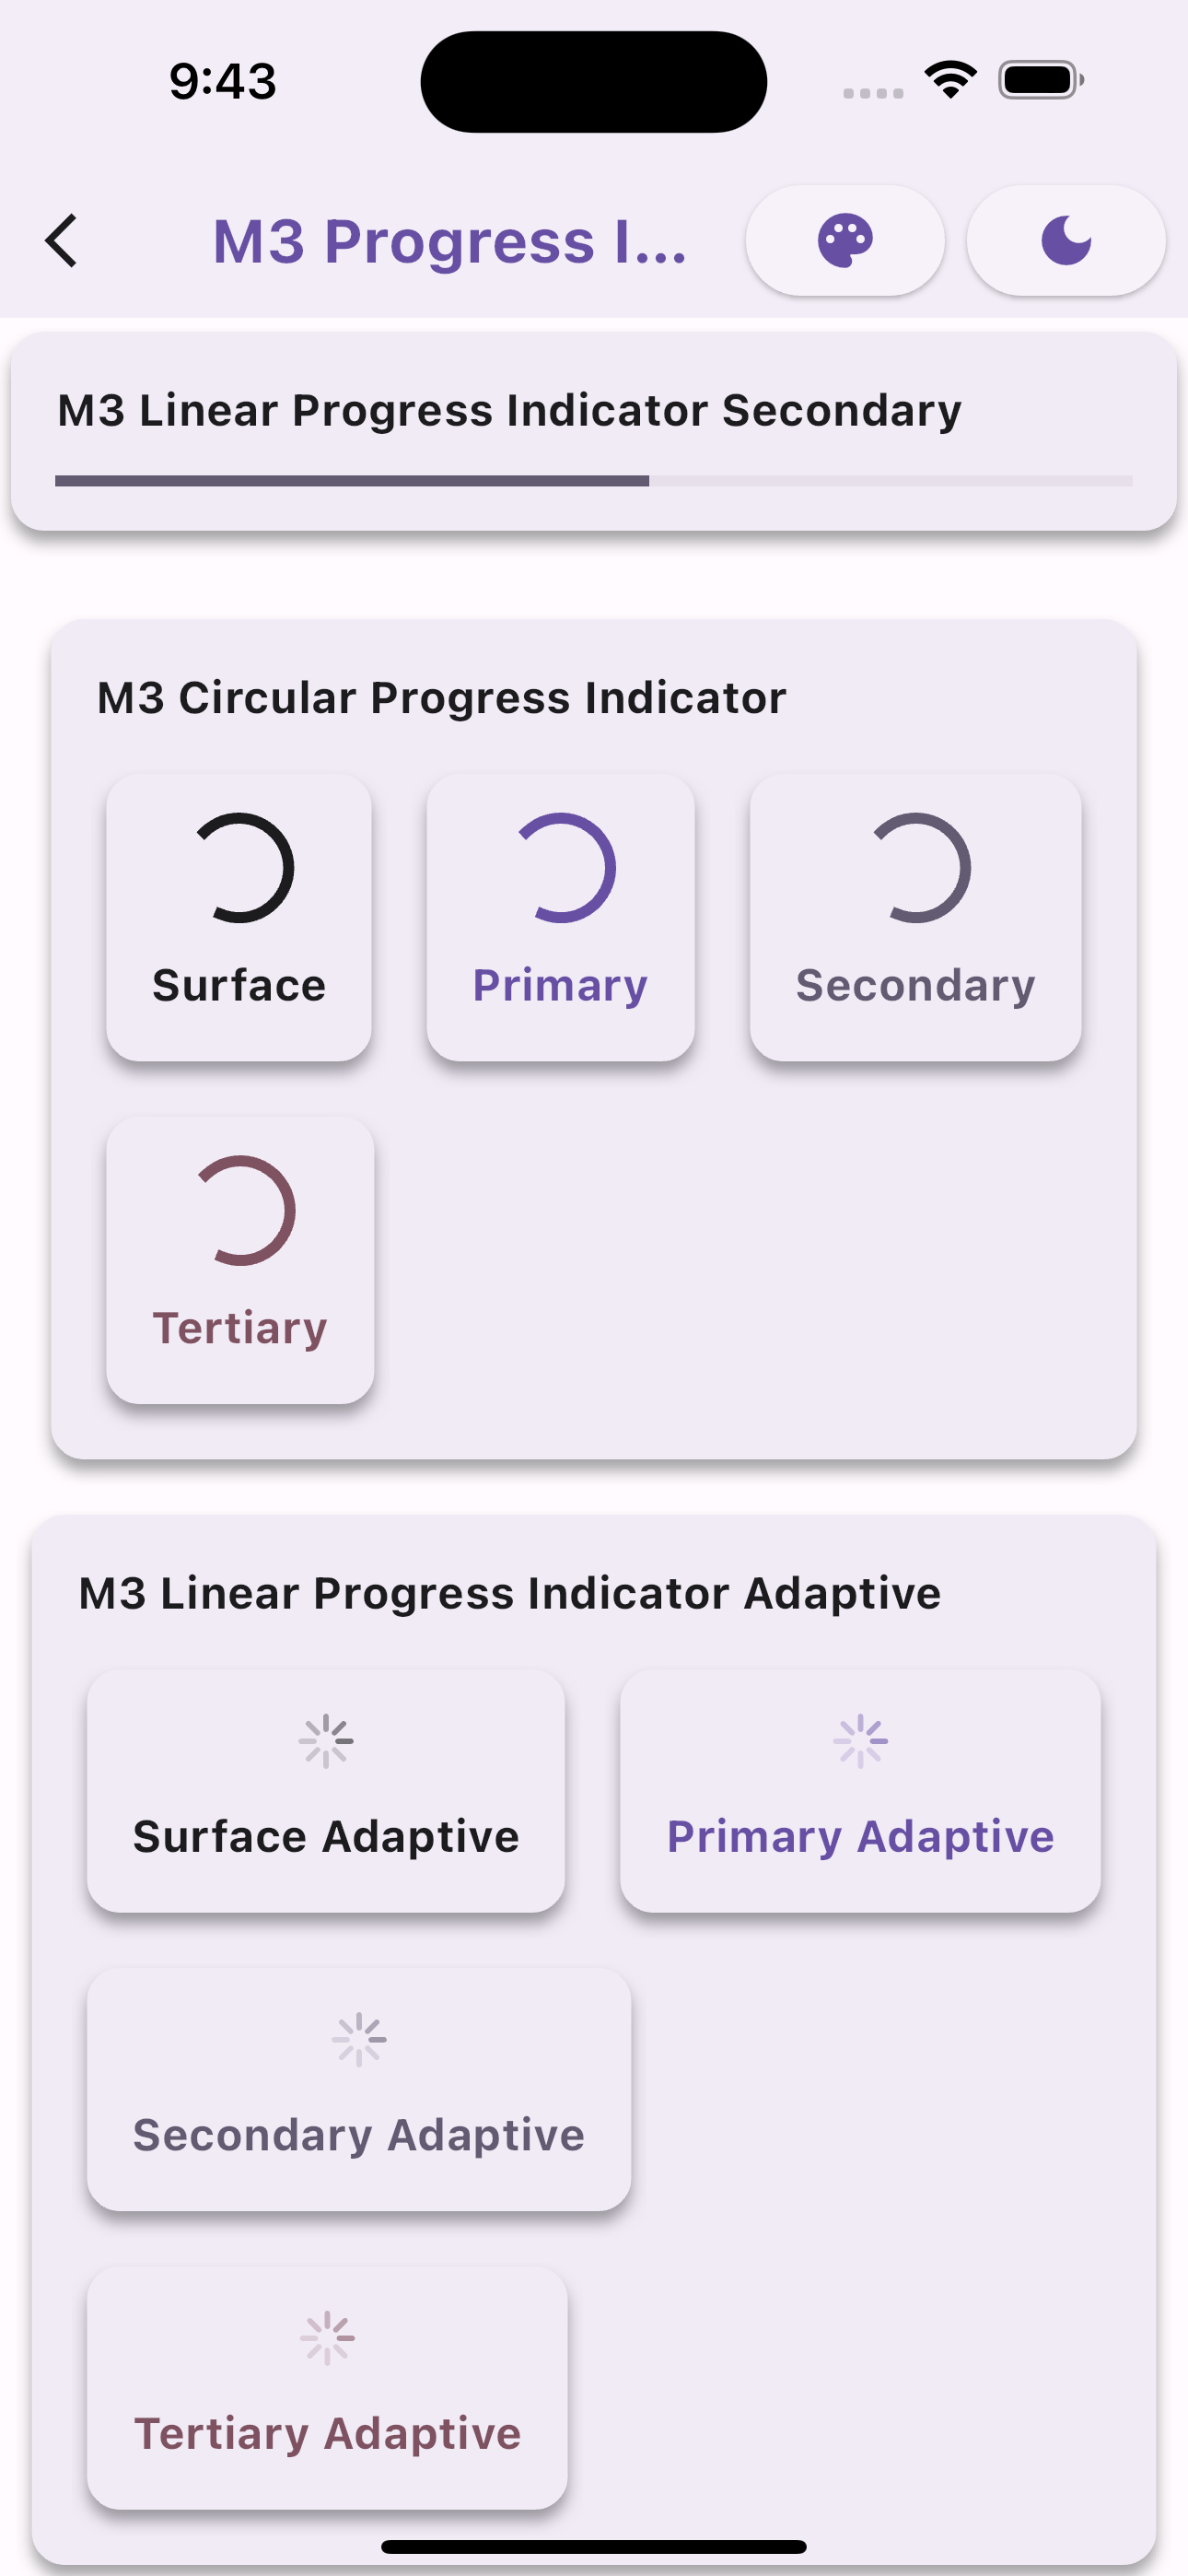 9:43
M3 Progress I...
M3 Linear Progress Indicator Secondary
M3 Circular Progress Indicator
Surface
Primary
Secondary
Tertiary
M3 Linear Progress Indicator Adaptive
Surface Adaptive
Primary Adaptive
Secondary Adaptive
Tertiary Adaptive